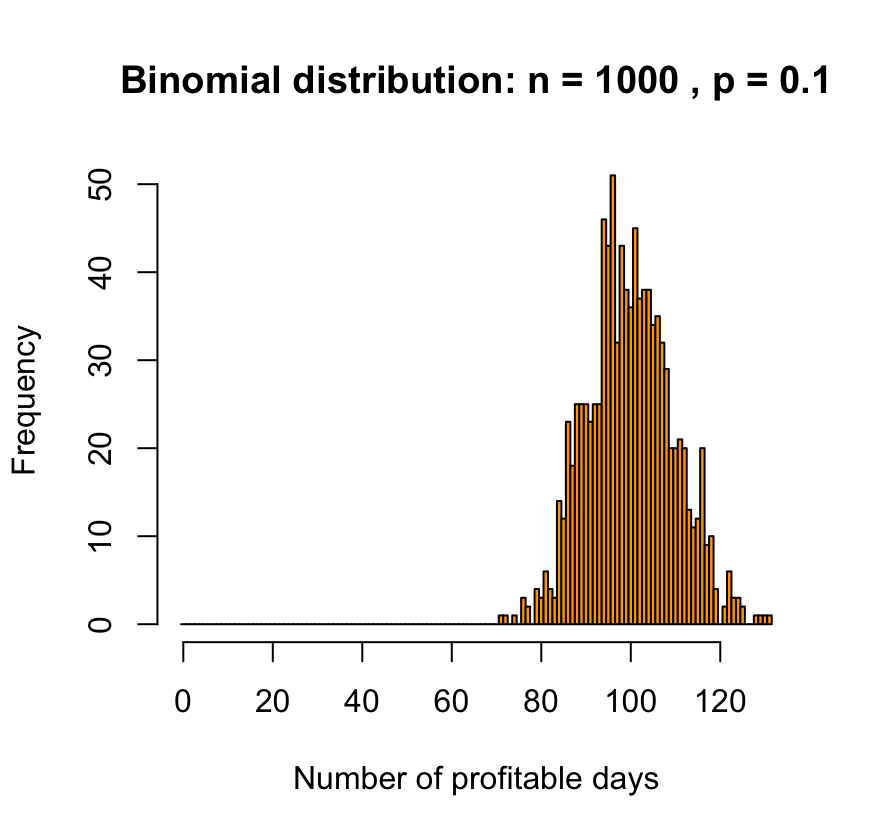 Binomial distribution: n = 1000 , p = 0.1
Frequency
50
40
30
20
10
0
0 20 40 60 80 100 120
Number of profitable days